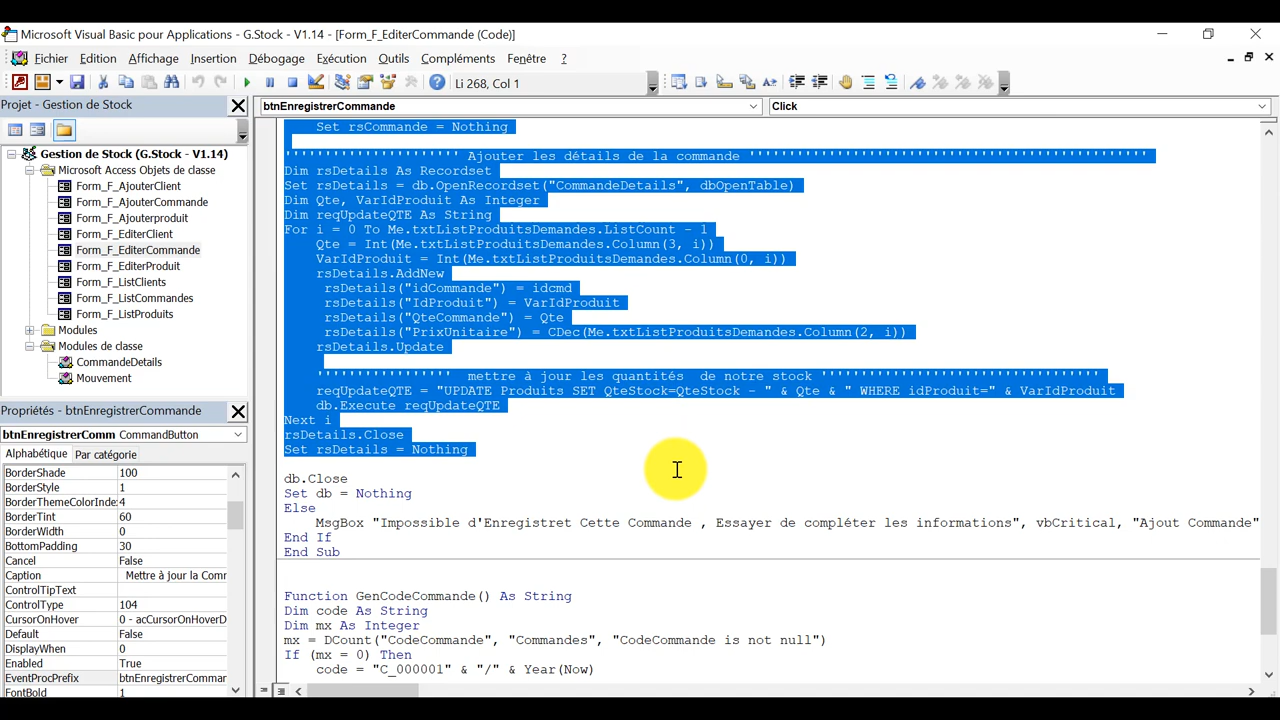 Microsoft Visual Basic pour Applications - G.Stock - V1.14 - [Form_F_EditerCommande (Code)]
Fichier Edition Affichage Insertion Débogage Exécution Outils Compléments Fenêtre ?
Li 268, Col 1
Projet - Gestion de Stock
btnEnregistrerCommande
Click
Gestion de Stock (G.Stock - V1.14)
Microsoft Access Objets de classe
Form_F_AjouterClient
Form_F_AjouterCommande
Form_F_Ajouterproduit
Form_F_EditerClient
Form_F_EditerCommande
Form_F_EditerProduit
Form_F_ListClients
Form_F_ListCommandes
Form_F_ListProduits
Modules
Modules de classe
CommandeDetails
Mouvement
Propriétés - btnEnregistrerCommande
btnEnregistrerComm CommandButton
Alphabétique Par catégorie
BorderShade 100
BorderStyle 1
BorderThemeColorInde: 4
BorderTint 60
BorderWidth 0
BottomPadding 30
Cancel False
Caption Mettre à jour la Comr
ControlTipText
ControlType 104
CursorOnHover 0 - acCursorOnHoverD
Default False
DisplayWhen 0
Enabled True
EventProcPrefix btnEnregistrerComman
FontBold 1
Set rsCommande = Nothing
'''''''''''''''''''''' Ajouter les détails de la commande ''''''''''''''''''''''''''''''''''''''''''''''''''
Dim rsDetails As Recordset
Set rsDetails = db.OpenRecordset("CommandeDetails", dbOpenTable)
Dim Qte, VarIdProduit As Integer
Dim reqUpdateQTE As String
For i = 0 To Me.txtListProduitsDemandes.ListCount - 1
Qte = Int(Me.txtListProduitsDemandes.Column(3, i))
VarIdProduit = Int(Me.txtListProduitsDemandes.Column(0, i))
rsDetails.AddNew
rsDetails("idCommande") = idcmd
rsDetails("IdProduit") = VarIdProduit
rsDetails("QteCommande") = Qte
rsDetails("PrixUnitaire") = CDec(Me.txtListProduitsDemandes.Column(2, i))
rsDetails.Update
''''''''''''''''' mettre à jour les quantités de notre stock '''''''''''''''''''''''''''''''''''
reqUpdateQTE = "UPDATE Produits SET QteStock=QteStock - " & Qte & " WHERE idProduit=" & VarIdProduit
db.Execute reqUpdateQTE
Next i
rsDetails.Close
Set rsDetails = Nothing
db.Close
Set db = Nothing
Else
MsgBox "Impossible d'Enregistret Cette Commande , Essayer de compléter les informations", vbCritical, "Ajout Commande"
End If
End Sub
Function GenCodeCommande() As String
Dim code As String
Dim mx As Integer
mx = DCount("CodeCommande", "Commandes", "CodeCommande is not null")
If (mx = 0) Then
code = "C_000001" & "/" & Year(Now)